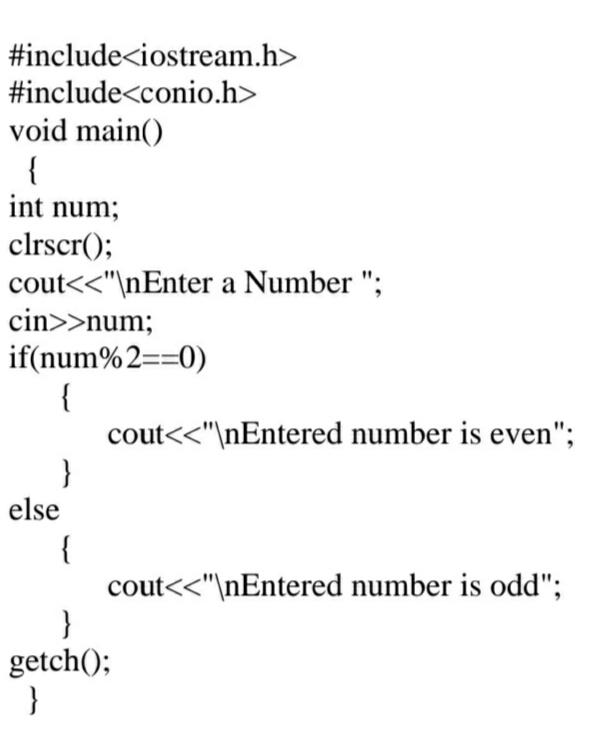 #include<iostream.h>
#include<conio.h>
void main()
{
int num;
clrscr();
cout<<"\nEnter a Number ";
cin>>num;
if(num%2==0)
{
cout<<"\nEntered number is even";
}
else
{
cout<<"\nEntered number is odd";
}
getch();
}